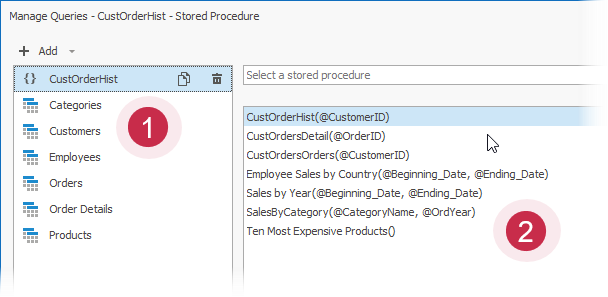 Manage Queries - CustOrderHist - Stored Procedure
+ Add
{} CustOrderHist
Categories
Customers
Employees
Orders
Order Details
Products
1
Select a stored procedure
CustOrderHist(@CustomerID)
CustOrdersDetail(@OrderID)
CustOrdersOrders(@CustomerID)
Employee Sales by Country(@Beginning_Date, @Ending_Date)
Sales by Year(@Beginning_Date, @Ending_Date)
SalesByCategory(@CategoryName, @OrdYear)
Ten Most Expensive Products()
2